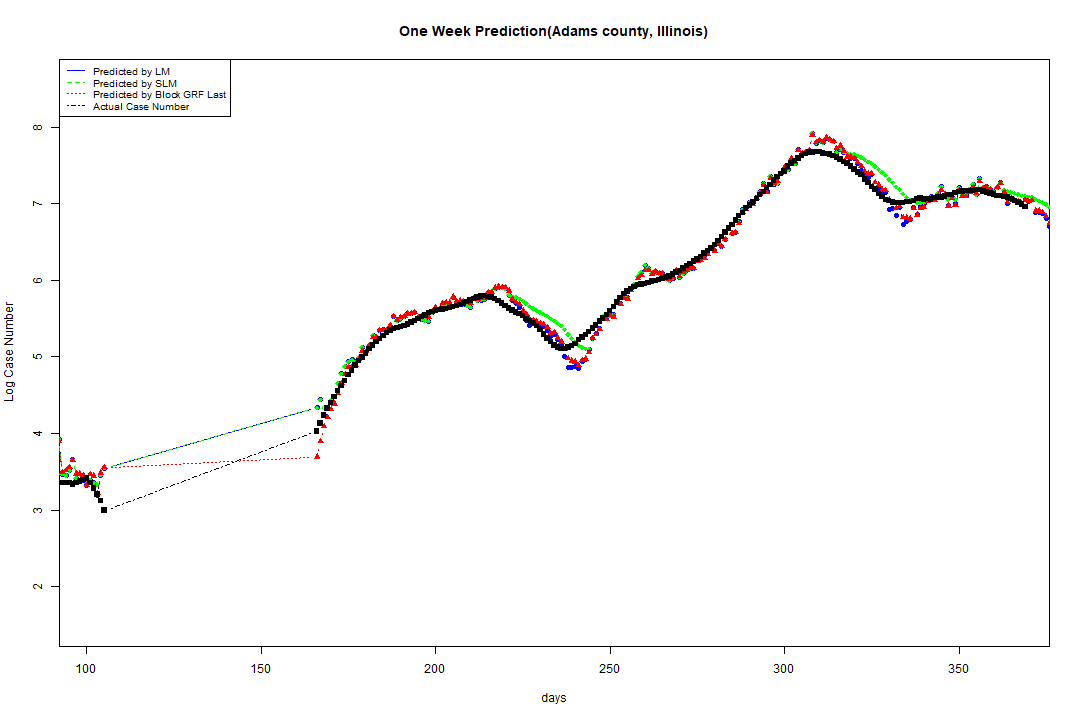 One Week Prediction(Adams county, Illinois)
Predicted by LM
Predicted by SLM
Predicted by Block GRF Last
Actual Case Number
8
7
6
5
4
3
2
Log Case Number
100 150 200 250 300 350
days